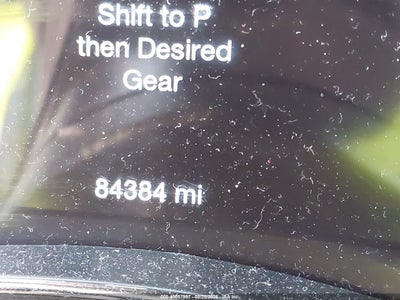 Shift to P
then Desired
Gear
84384 mi